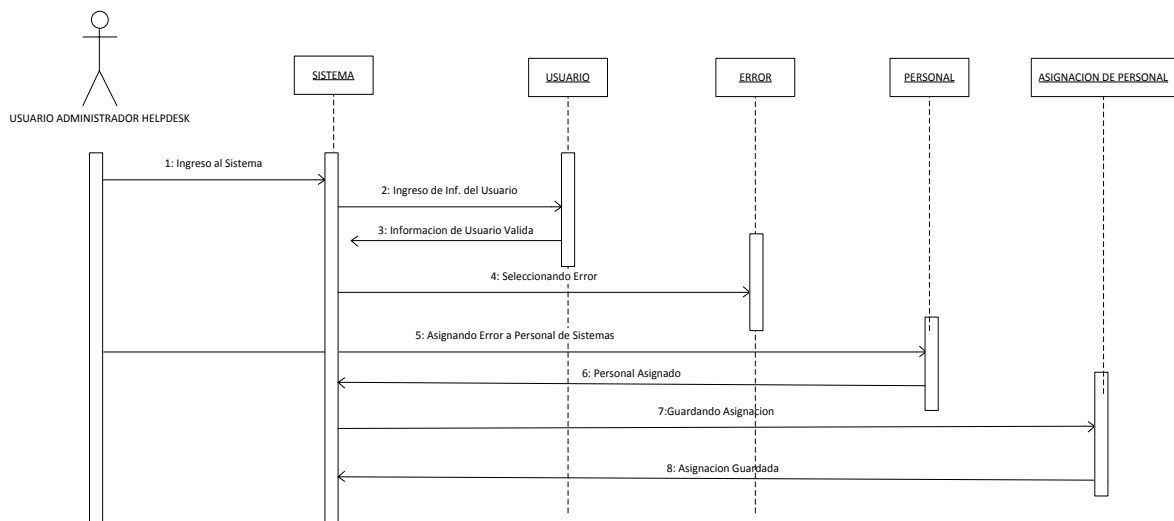 SISTEMA
USUARIO
ERROR
PERSONAL
ASIGNACION DE PERSONAL
USUARIO ADMINISTRADOR HELPDESK
1: Ingreso al Sistema
2: Ingreso de Inf. del Usuario
3: Informacion de Usuario Valida
4: Seleccionando Error
5: Asignando Error a Personal de Sistemas
6: Personal Asignado
7:Guardando Asignacion
8: Asignacion Guardada